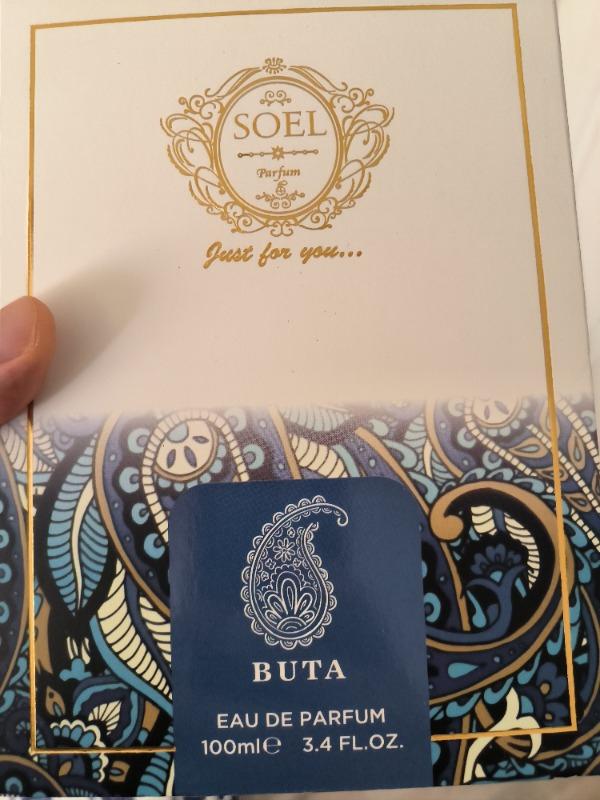 SOEL
Parfum
Just for you...
BUTA
EAU DE PARFUM
100ml℮ 3.4 FL.OZ.